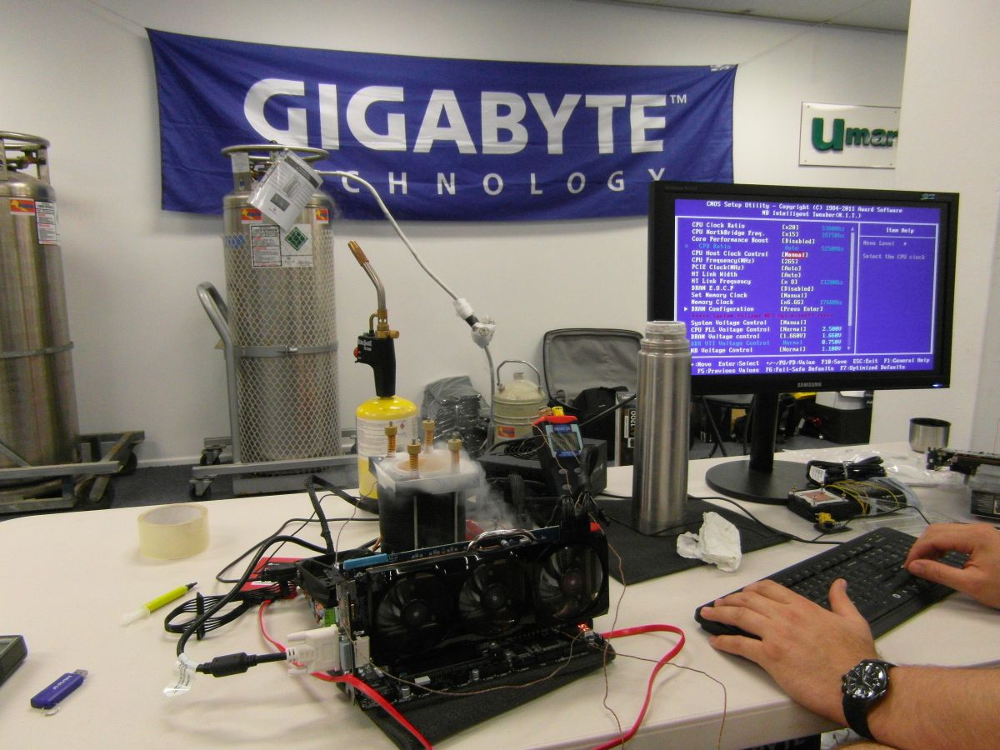 GIGABYTE™
TECHNOLOGY
Umar
CMOS Setup Utility - Copyright (C) 1984-2011 Award Software
MB Intelligent Tweaker(M.I.T.)
CPU Clock Ratio [x20] 5300Mhz
CPU NorthBridge Freq. [x15] 3975Mhz
Core Performance Boost [Disabled]
x CPB Ratio Auto 5250Mhz
CPU Host Clock Control [Manual]
CPU Frequency(MHz) [265]
PCIE Clock(MHz) [Auto]
HT Link Width [Auto]
HT Link Frequency [x 8] 2120Mhz
DRAM E.O.C.P [Disabled]
Set Memory Clock [Manual]
Memory Clock [x6.66] 1760Mhz
DRAM Configuration [Press Enter]
System Voltage Control [Manual]
CPU PLL Voltage Control [Normal] 2.500V
DRAM Voltage control [1.660V] 1.660V
DDR VTT Voltage Control Normal 0.750V
NB Voltage Control [Normal] 1.100V
Item Help
Menu Level
Select the CPU clock
:Move Enter:Select +/-/PU/PD:Value F10:Save ESC:Exit F1:General Help
F5:Previous Values F6:Fail-Safe Defaults F7:Optimized Defaults
SAMSUNG